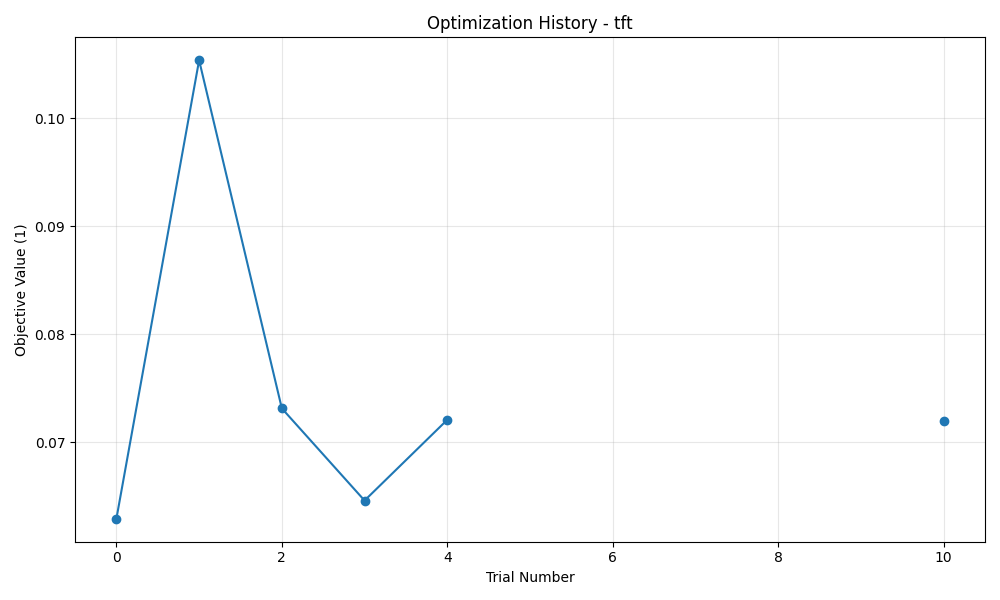 Optimization History - tft
Objective Value (1)
0.10
0.09
0.08
0.07
0 2 4 6 8 10
Trial Number